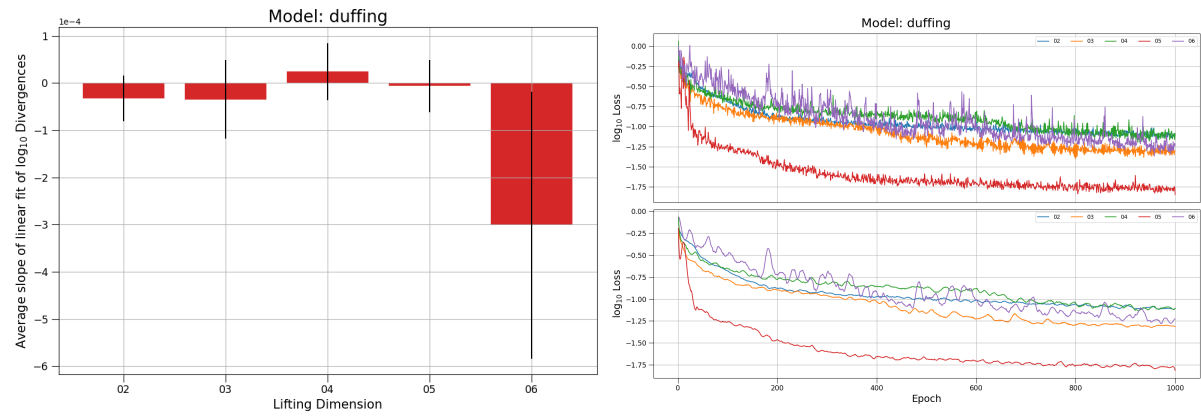 Model: duffing
1e−4
Average slope of linear fit of log10 Divergences
1
0
−1
−2
−3
−4
−5
−6
02 03 04 05 06
Lifting Dimension
Model: duffing
02 03 04 05 06
log10 Loss
0.00
−0.25
−0.50
−0.75
−1.00
−1.25
−1.50
−1.75
02 03 04 05 06
log10 Loss
0.00
−0.25
−0.50
−0.75
−1.00
−1.25
−1.50
−1.75
0 200 400 600 800 1000
Epoch